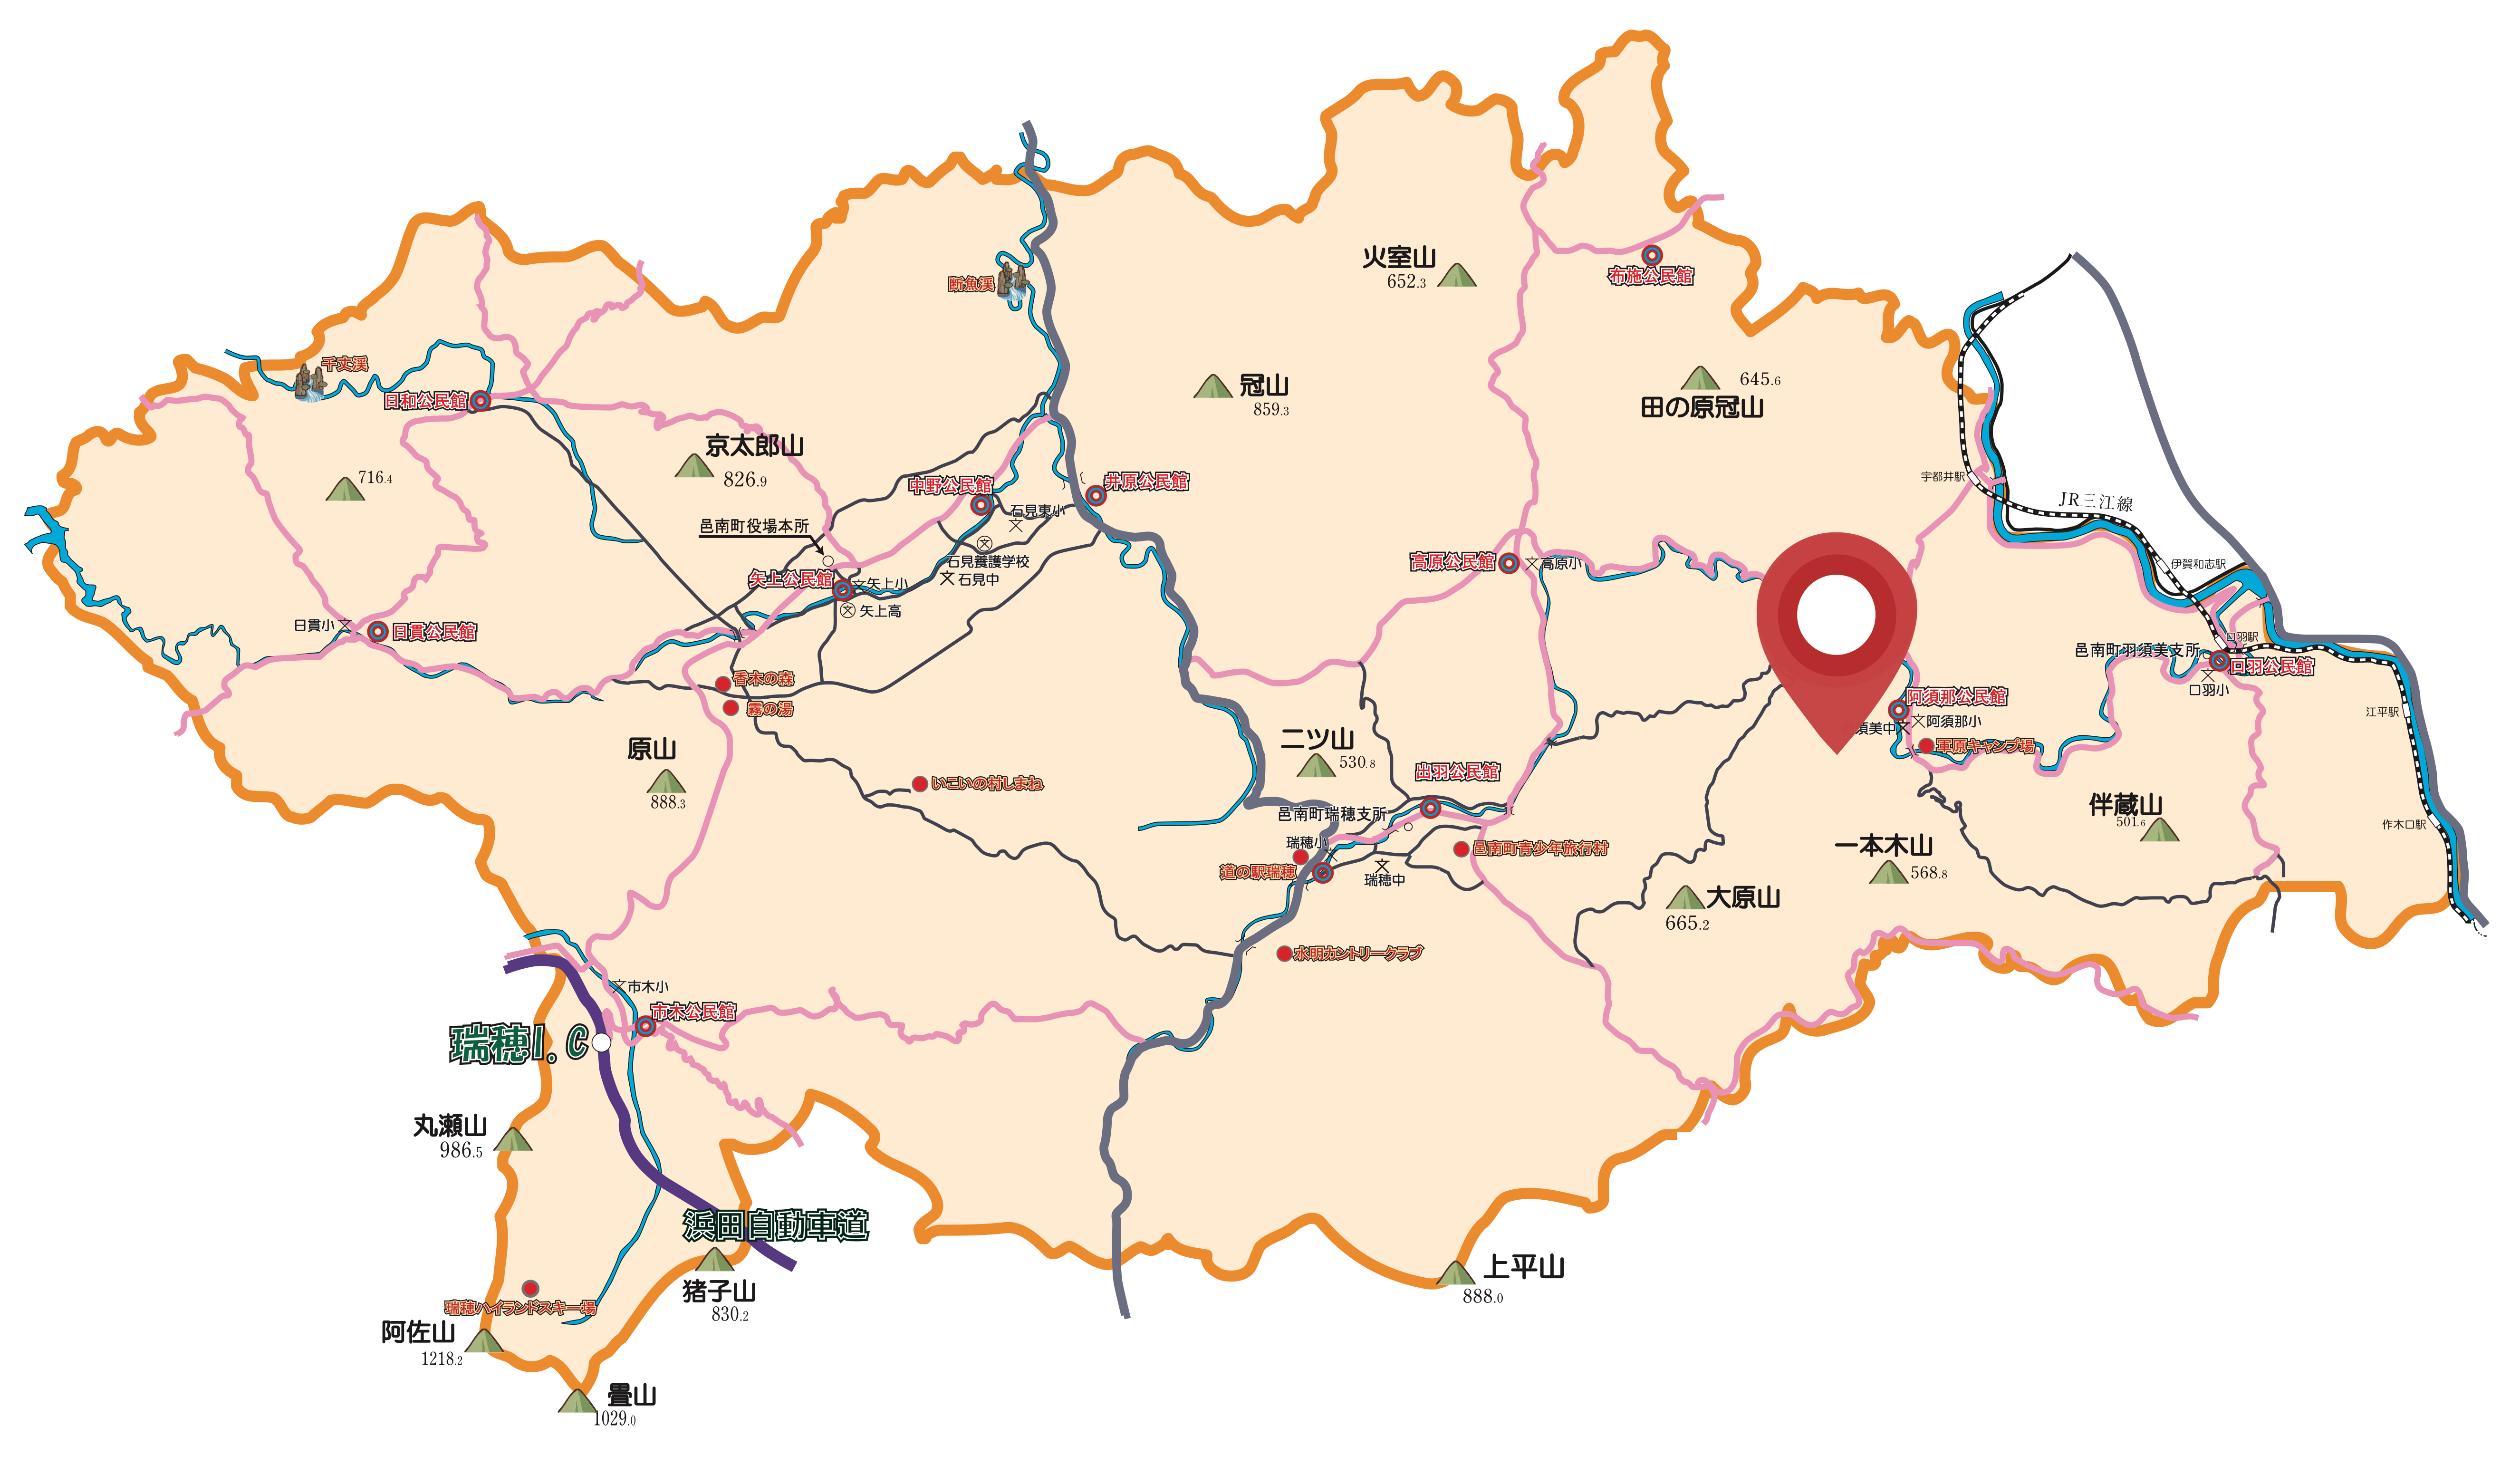 火室山
652.3
布施公民館
断魚渓
千丈渓
日和公民館
冠山
859.3
645.6
田の原冠山
京太郎山
826.9
716.4
中野公民館
井原公民館
石見東小
邑南町役場本所
石見養護学校
石見中
矢上公民館
矢上小
矢上高
宇都井駅
JR三江線
伊賀和志駅
高原公民館
高原小
日貫小
日貫公民館
口羽駅
邑南町羽須美支所
口羽公民館
口羽小
香木の森
霧の湯
阿須那公民館
阿須那小
須美中
軍原キャンプ場
江平駅
原山
888.3
いこいの村しまね
二ツ山
530.8
出羽公民館
邑南町瑞穂支所
瑞穂小
道の駅瑞穂
瑞穂中
邑南町青少年旅行村
伴蔵山
501.6
作木口駅
一本木山
568.8
大原山
665.2
水明カントリークラブ
市木小
市木公民館
瑞穂I.C
丸瀬山
986.5
浜田自動車道
猪子山
830.2
上平山
888.0
瑞穂ハイランドスキー場
阿佐山
1218.2
畳山
1029.0